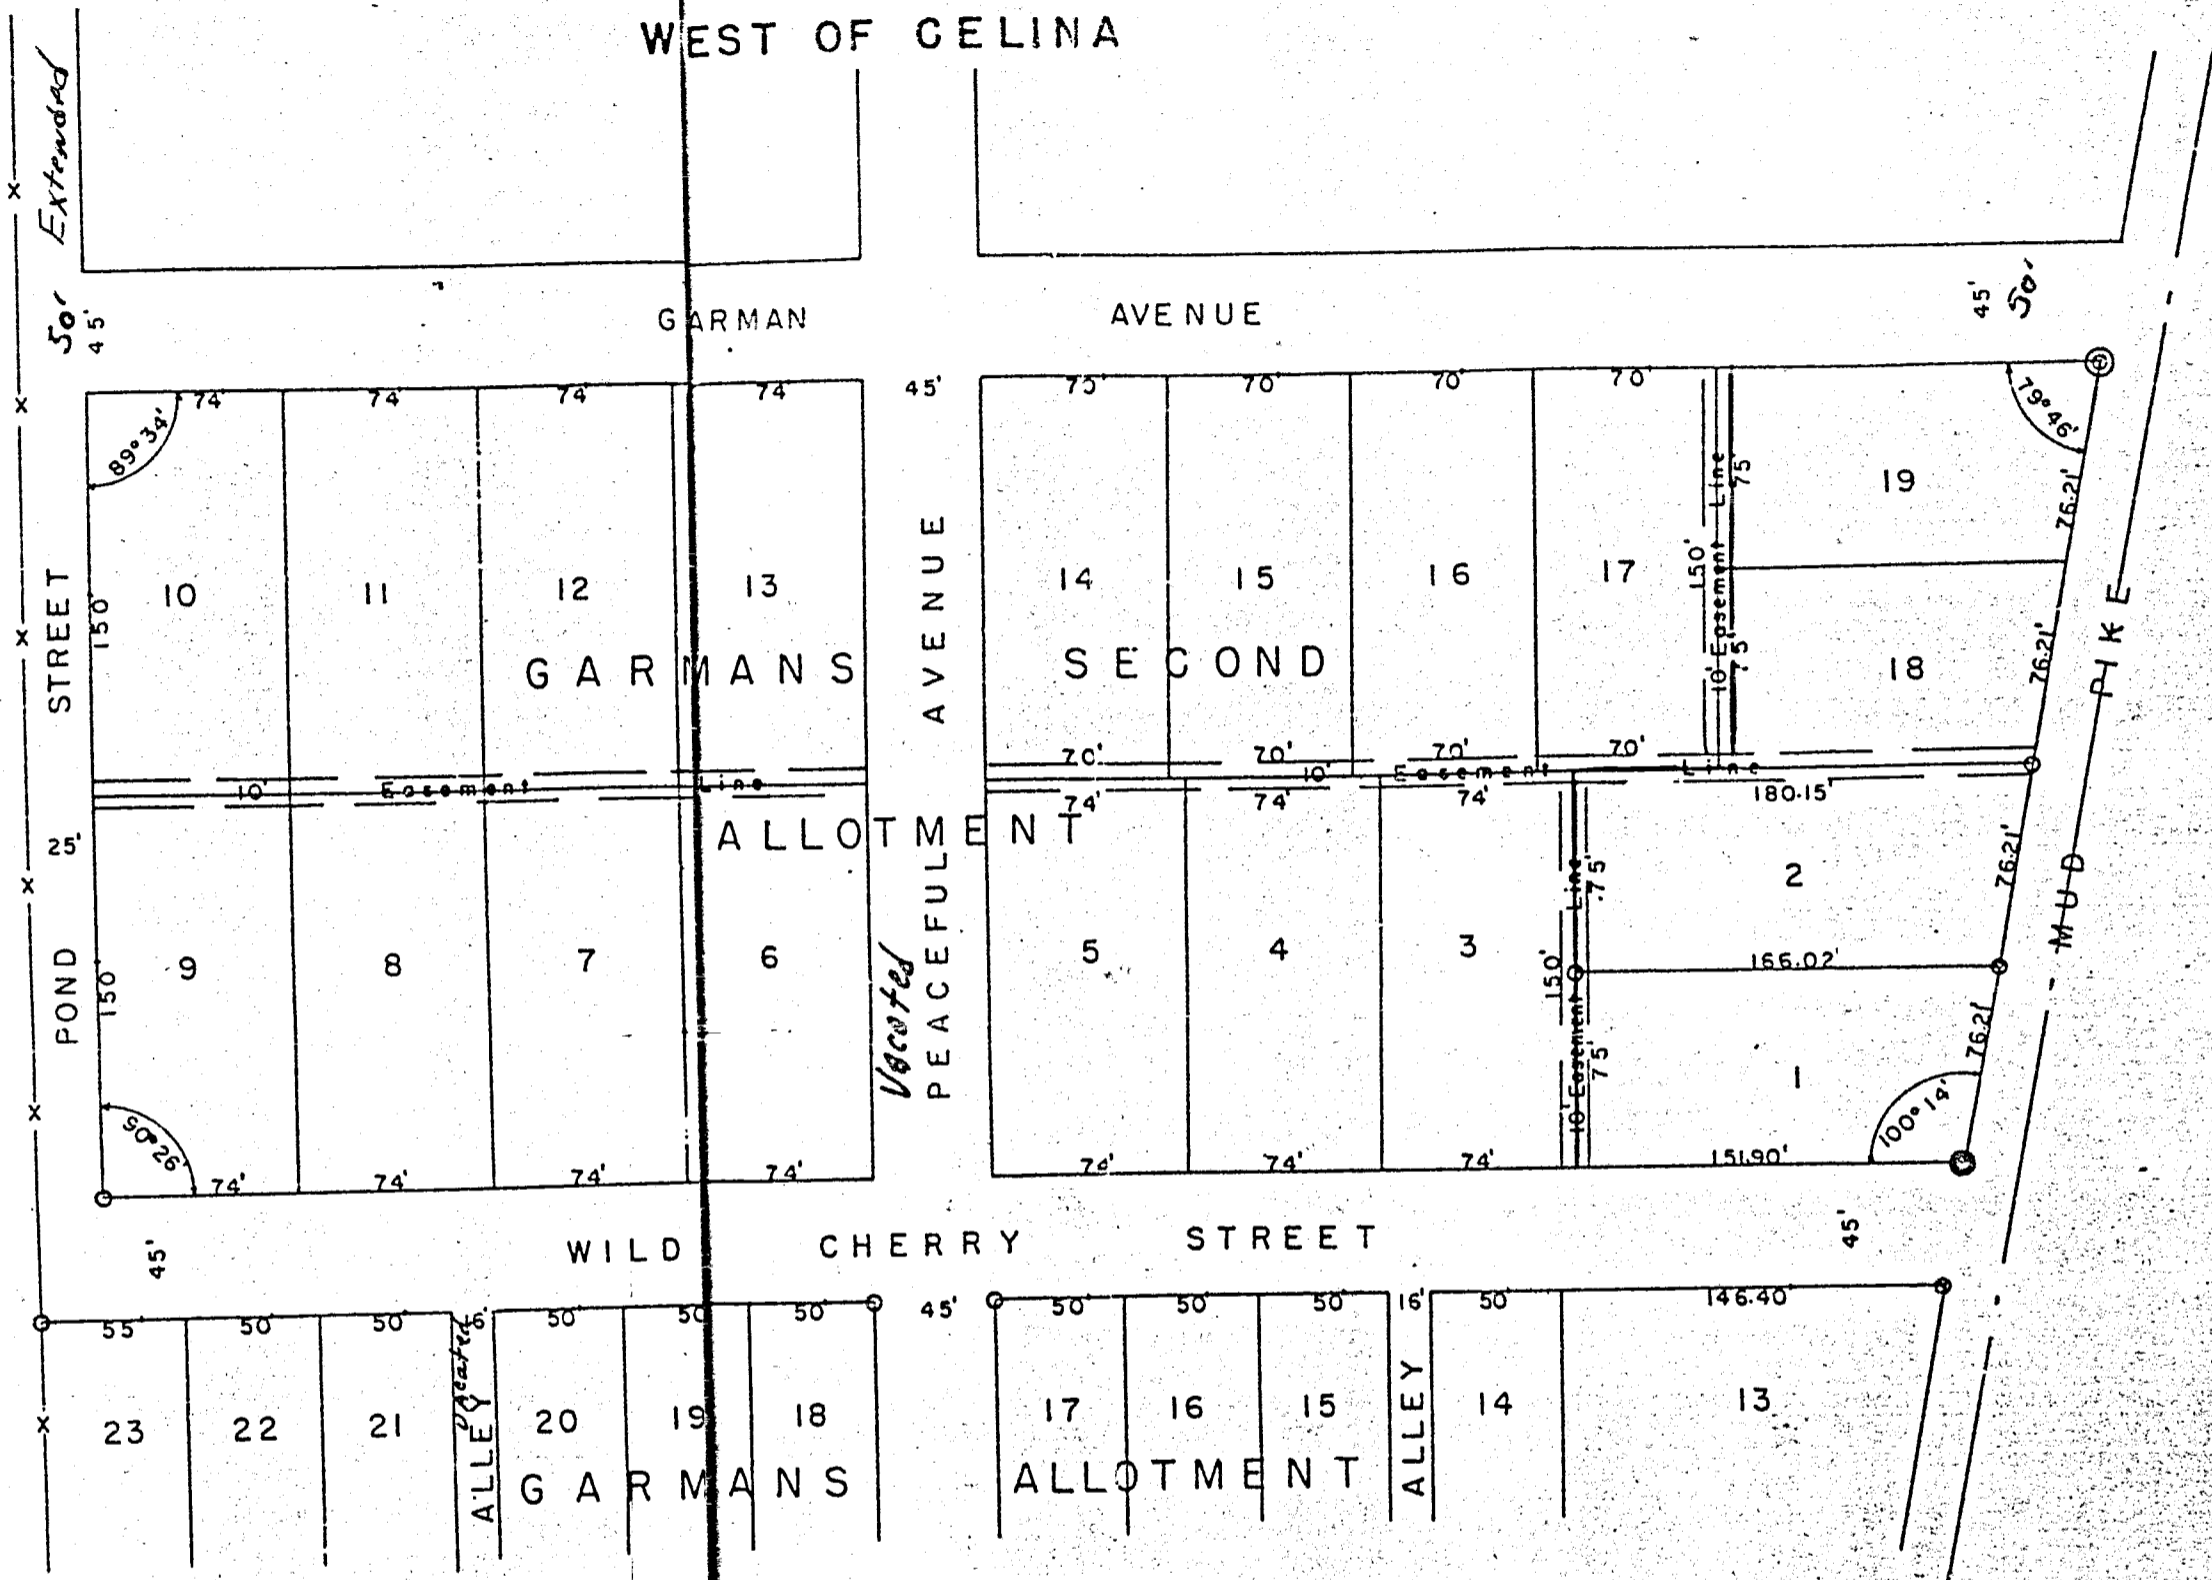 WEST OF CELINA
Extended
50'
45'
GARMAN AVENUE
45'
50'
74' 74' 74' 74' 45' 70' 70' 70' 70'
89° 34'
79° 46'
76.21'
10 11 12 13 14 15 16 17 19
150'
150'
10' Easement Line
75'
75'
18
76.21'
GARMANS SECOND
ALLOTMENT
POND STREET
25'
Vacated
PEACEFUL AVENUE
MUD PIKE
70' 70' 70' 70'
10' Easement Line
10' Easement Line
74' 74' 74' 180.15'
9 8 7 6 5 4 3 2
76.21'
150'
150'
10' Easement Line
75'
75'
166.02'
1
76.21
100° 14'
90° 26'
74' 74' 74' 74' 74' 74' 74' 151.90'
45'
WILD CHERRY STREET
45'
55' 50' 50' 50' 50' 50' 45' 50' 50' 50' 16' 50' 146.40'
23 22 21 20 19 18 17 16 15 14 13
Vacated
ALLEY
ALLEY
GARMANS ALLOTMENT